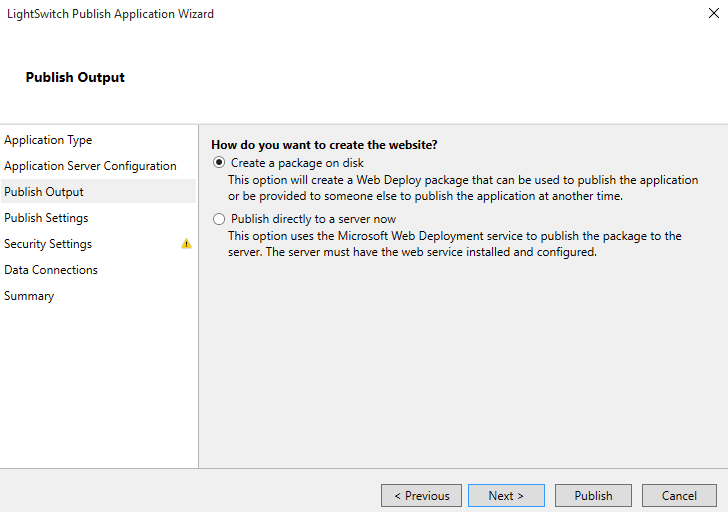 LightSwitch Publish Application Wizard
Publish Output
Application Type
Application Server Configuration
Publish Output
Publish Settings
Security Settings
Data Connections
Summary
How do you want to create the website?
Create a package on disk
This option will create a Web Deploy package that can be used to publish the application
or be provided to someone else to publish the application at another time.
Publish directly to a server now
This option uses the Microsoft Web Deployment service to publish the package to the
server. The server must have the web service installed and configured.
< Previous
Next >
Publish
Cancel